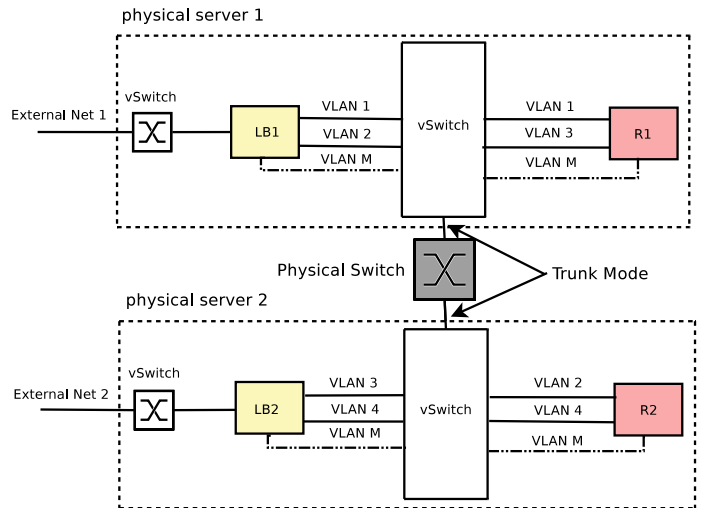 physical server 1
vSwitch
External Net 1
LB1
VLAN 1
VLAN 2
VLAN M
vSwitch
VLAN 1
VLAN 3
VLAN M
R1
Physical Switch
Trunk Mode
physical server 2
vSwitch
External Net 2
LB2
VLAN 3
VLAN 4
VLAN M
vSwitch
VLAN 2
VLAN 4
VLAN M
R2